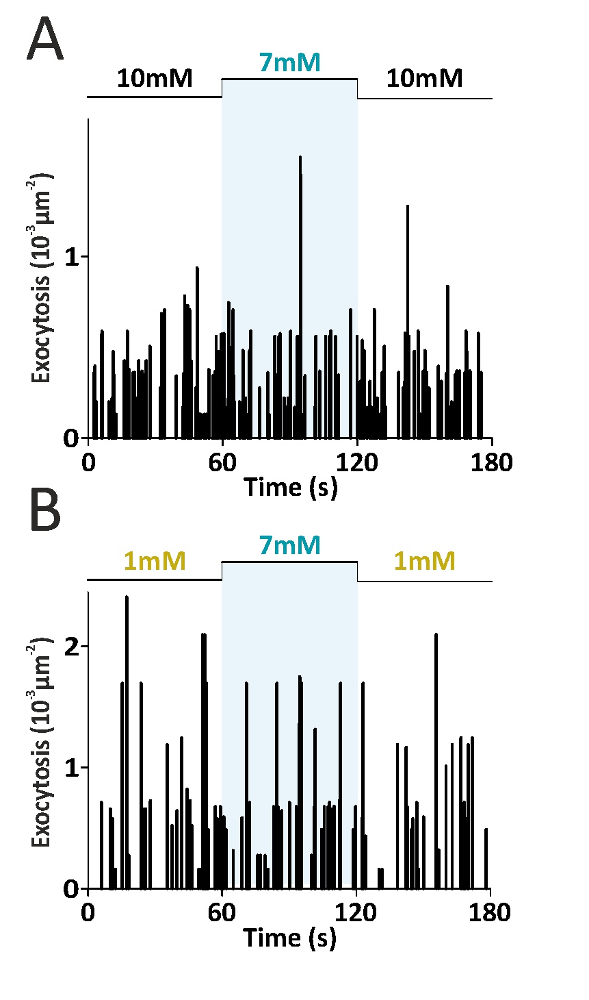 A
7mM
10mM 10mM
Exocytosis (10⁻³μm⁻²)
1
0
0 60 120 180
Time (s)
B
7mM
1mM 1mM
Exocytosis (10⁻³μm⁻²)
2
1
0
0 60 120 180
Time (s)